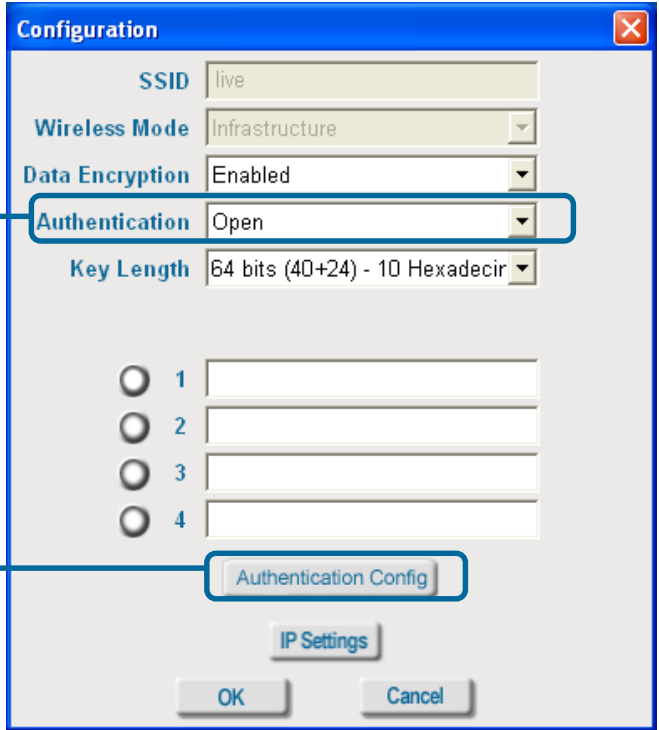 Configuration
SSID live
Wireless Mode Infrastructure
Data Encryption Enabled
Authentication Open
Key Length 64 bits (40+24) - 10 Hexadecir
1
2
3
4
Authentication Config
IP Settings
OK Cancel